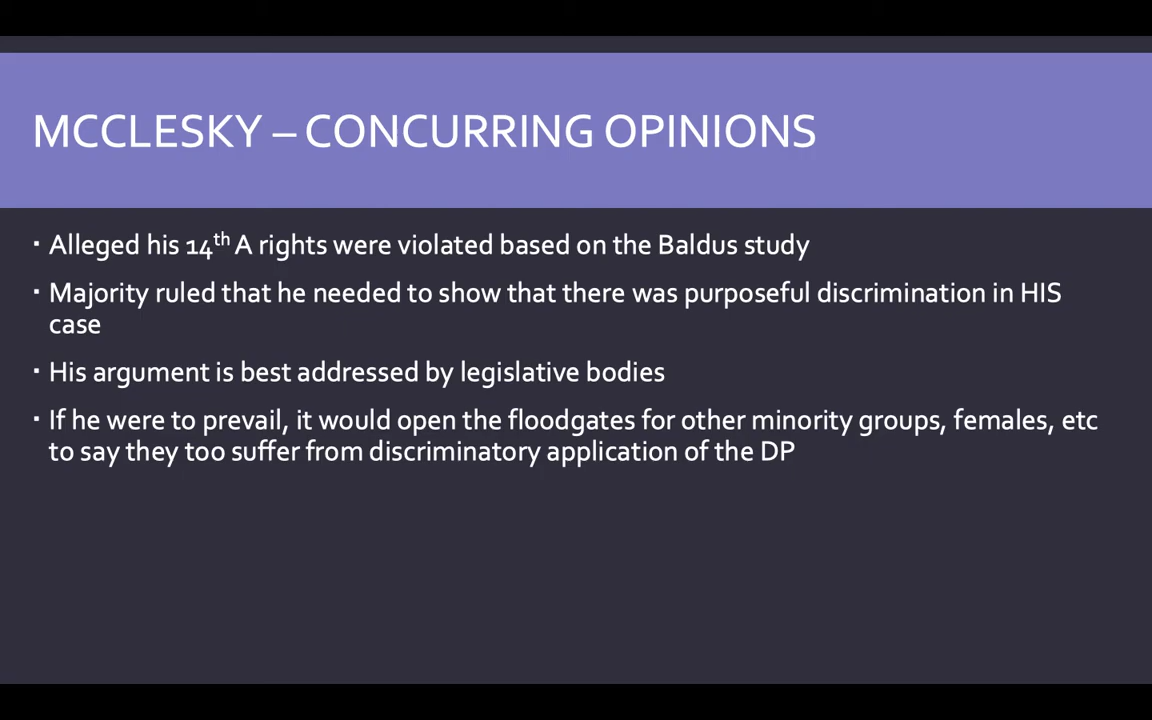 MCCLESKY – CONCURRING OPINIONS
▪ Alleged his 14th A rights were violated based on the Baldus study
▪ Majority ruled that he needed to show that there was purposeful discrimination in HIS
case
▪ His argument is best addressed by legislative bodies
▪ If he were to prevail, it would open the floodgates for other minority groups, females, etc
to say they too suffer from discriminatory application of the DP